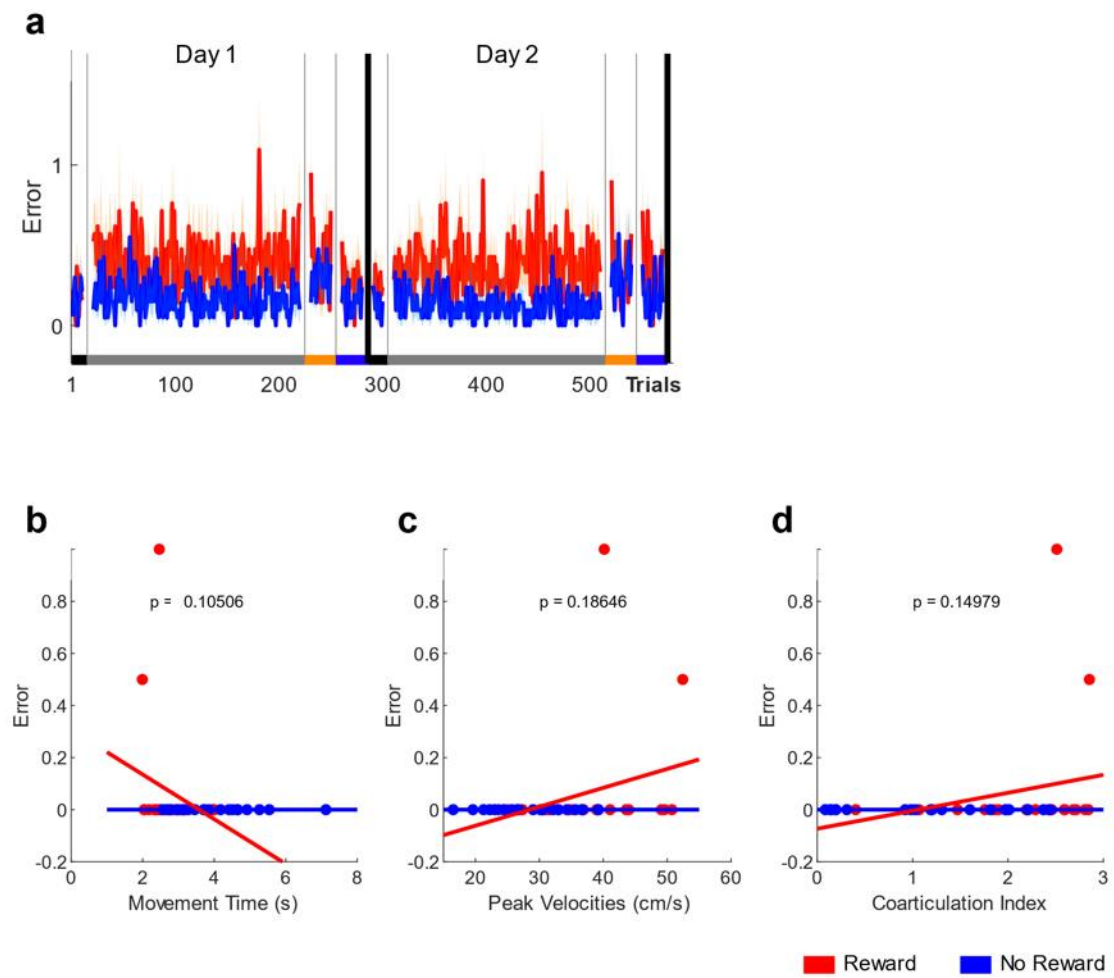 a
Day 1
Day 2
1
Error
0
1
100
200
300
400
500
Trials
b
c
d
p = 0.10506
p = 0.18646
p = 0.14979
0.8
0.6
0.4
0.2
0
-0.2
Error
0.8
0.6
0.4
0.2
0
-0.2
Error
0.8
0.6
0.4
0.2
0
-0.2
Error
0
2
4
6
8
20
30
40
50
60
0
1
2
3
Movement Time (s)
Peak Velocities (cm/s)
Coarticulation Index
Reward
No Reward